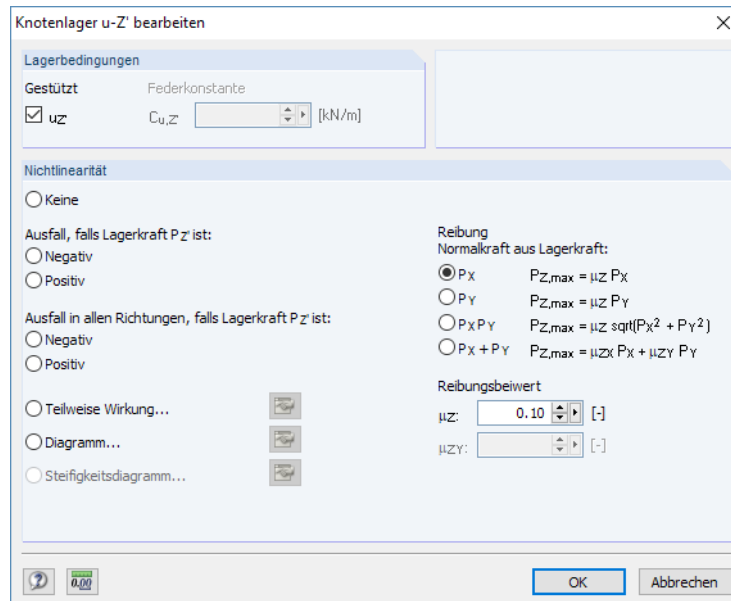 Knotenlager u-Z' bearbeiten
Lagerbedingungen
Gestützt Federkonstante
uZ' Cu,Z' [kN/m]
Nichtlinearität
Keine
Ausfall, falls Lagerkraft PZ' ist:
Negativ
Positiv
Ausfall in allen Richtungen, falls Lagerkraft PZ' ist:
Negativ
Positiv
Teilweise Wirkung...
Diagramm...
Steifigkeitsdiagramm...
Reibung
Normalkraft aus Lagerkraft:
PX PZ,max = µZ PX
PY PZ,max = µZ PY
PXPY PZ,max = µZ sqrt(PX² + PY²)
PX + PY PZ,max = µZX PX + µZY PY
Reibungsbeiwert
µZ: 0.10 [-]
µZY: [-]
0.00
OK Abbrechen